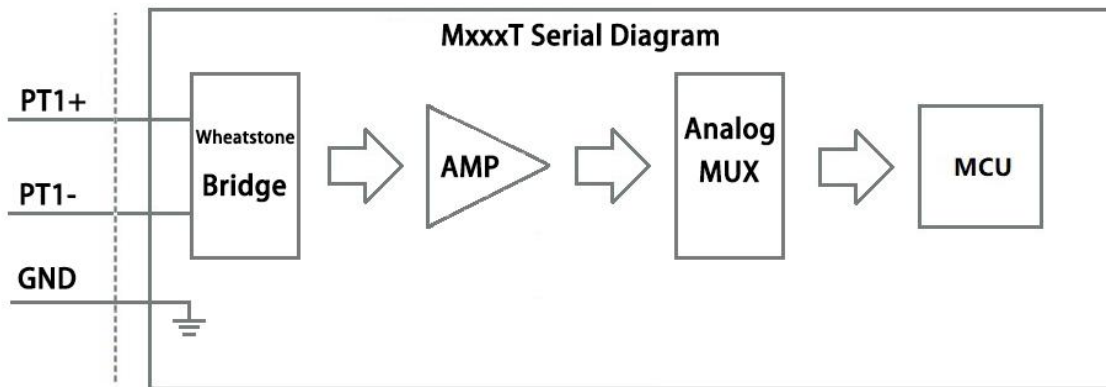 MxxxT Serial Diagram
PT1+
PT1-
GND
Wheatstone
Bridge
AMP
Analog
MUX
MCU